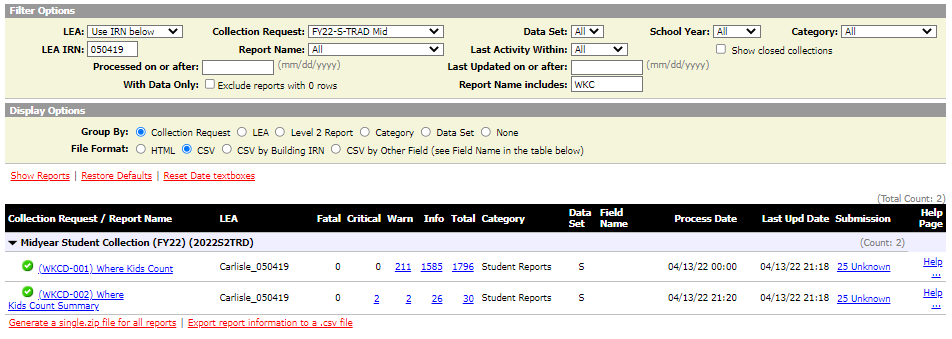 Filter Options
LEA: Use IRN below Collection Request: FY22-S-TRAD Mid Data Set: All School Year: All Category: All
LEA IRN: 050419 Report Name: All Last Activity Within: All Show closed collections
Processed on or after: (mm/dd/yyyy) Last Updated on or after: (mm/dd/yyyy)
With Data Only: Exclude reports with 0 rows Report Name includes: WKC
Display Options
Group By: Collection Request LEA Level 2 Report Category Data Set None
File Format: HTML CSV CSV by Building IRN CSV by Other Field (see Field Name in the table below)
Show Reports | Restore Defaults | Reset Date textboxes
(Total Count: 2)
Collection Request / Report Name LEA Fatal Critical Warn Info Total Category Data Set Field Name Process Date Last Upd Date Submission Help Page
Midyear Student Collection (FY22) (2022S2TRD) (Count: 2)
(WKCD-001) Where Kids Count Carlisle_050419 0 0 211 1585 1796 Student Reports S 04/13/22 00:00 04/13/22 21:18 25 Unknown Help ...
(WKCD-002) Where
Kids Count Summary Carlisle_050419 0 2 2 26 30 Student Reports S 04/13/22 21:20 04/13/22 21:18 25 Unknown Help ...
Generate a single.zip file for all reports | Export report information to a .csv file